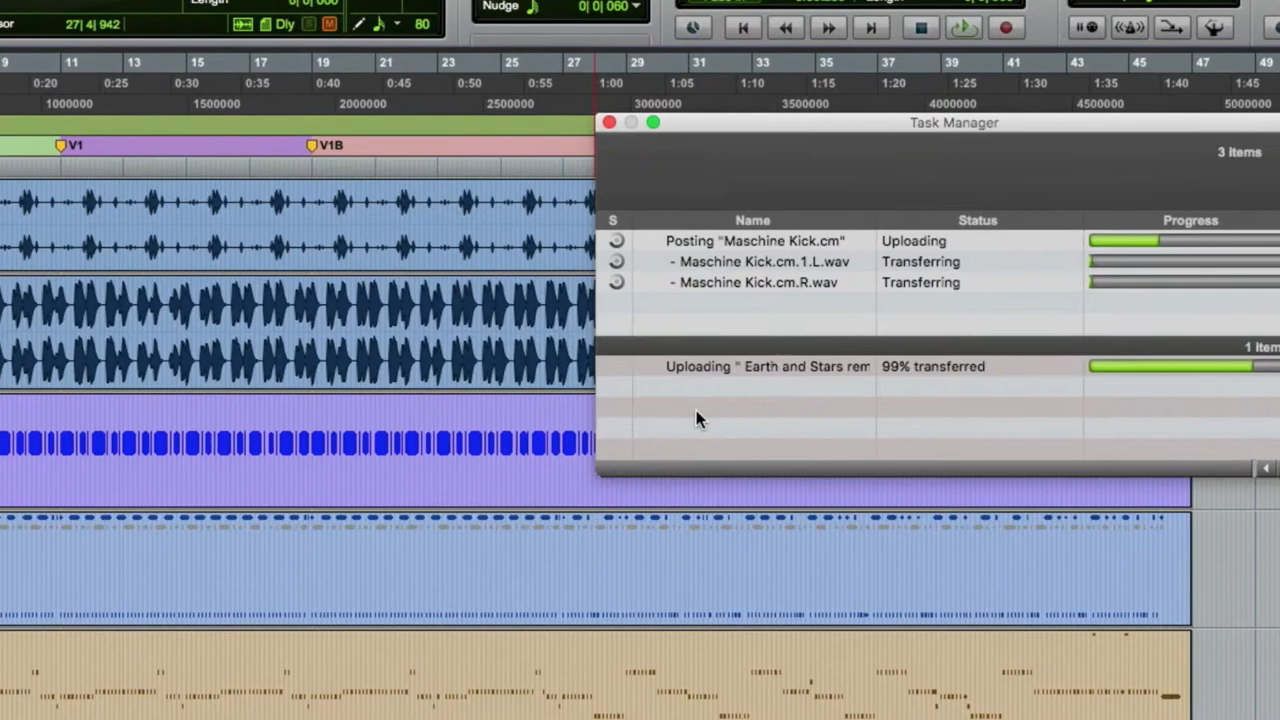 Length
Nudge 0| 0| 060
sor 27| 4| 942 Dly S M 80
9 11 13 15 17 19 21 23 25 27 29 31 33 35 37 39 41 43 45 47 49
0:20 0:25 0:30 0:35 0:40 0:45 0:50 0:55 1:00 1:05 1:10 1:15 1:20 1:25 1:30 1:35 1:40 1:45
1000000 1500000 2000000 2500000 3000000 3500000 4000000 4500000 5000000
Task Manager
V1 V1B
3 items
S Name Status Progress
Posting "Maschine Kick.cm" Uploading
- Maschine Kick.cm.1.L.wav Transferring
- Maschine Kick.cm.R.wav Transferring
1 item
Uploading " Earth and Stars rem 99% transferred